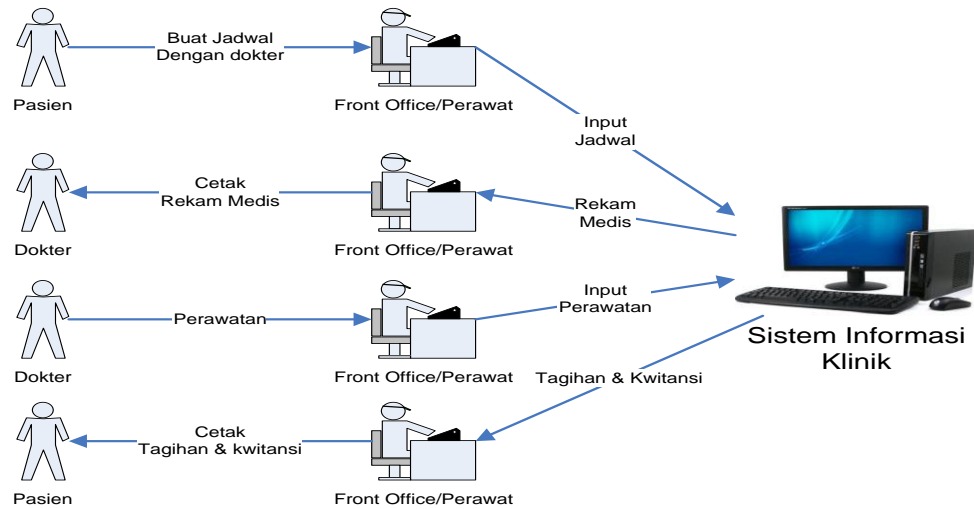 Buat Jadwal
Dengan dokter
Pasien
Front Office/Perawat
Input
Jadwal
Cetak
Rekam Medis
Rekam
Medis
Dokter
Front Office/Perawat
Perawatan
Input
Perawatan
Sistem Informasi
Klinik
Dokter
Front Office/Perawat
Tagihan & Kwitansi
Cetak
Tagihan & kwitansi
Pasien
Front Office/Perawat